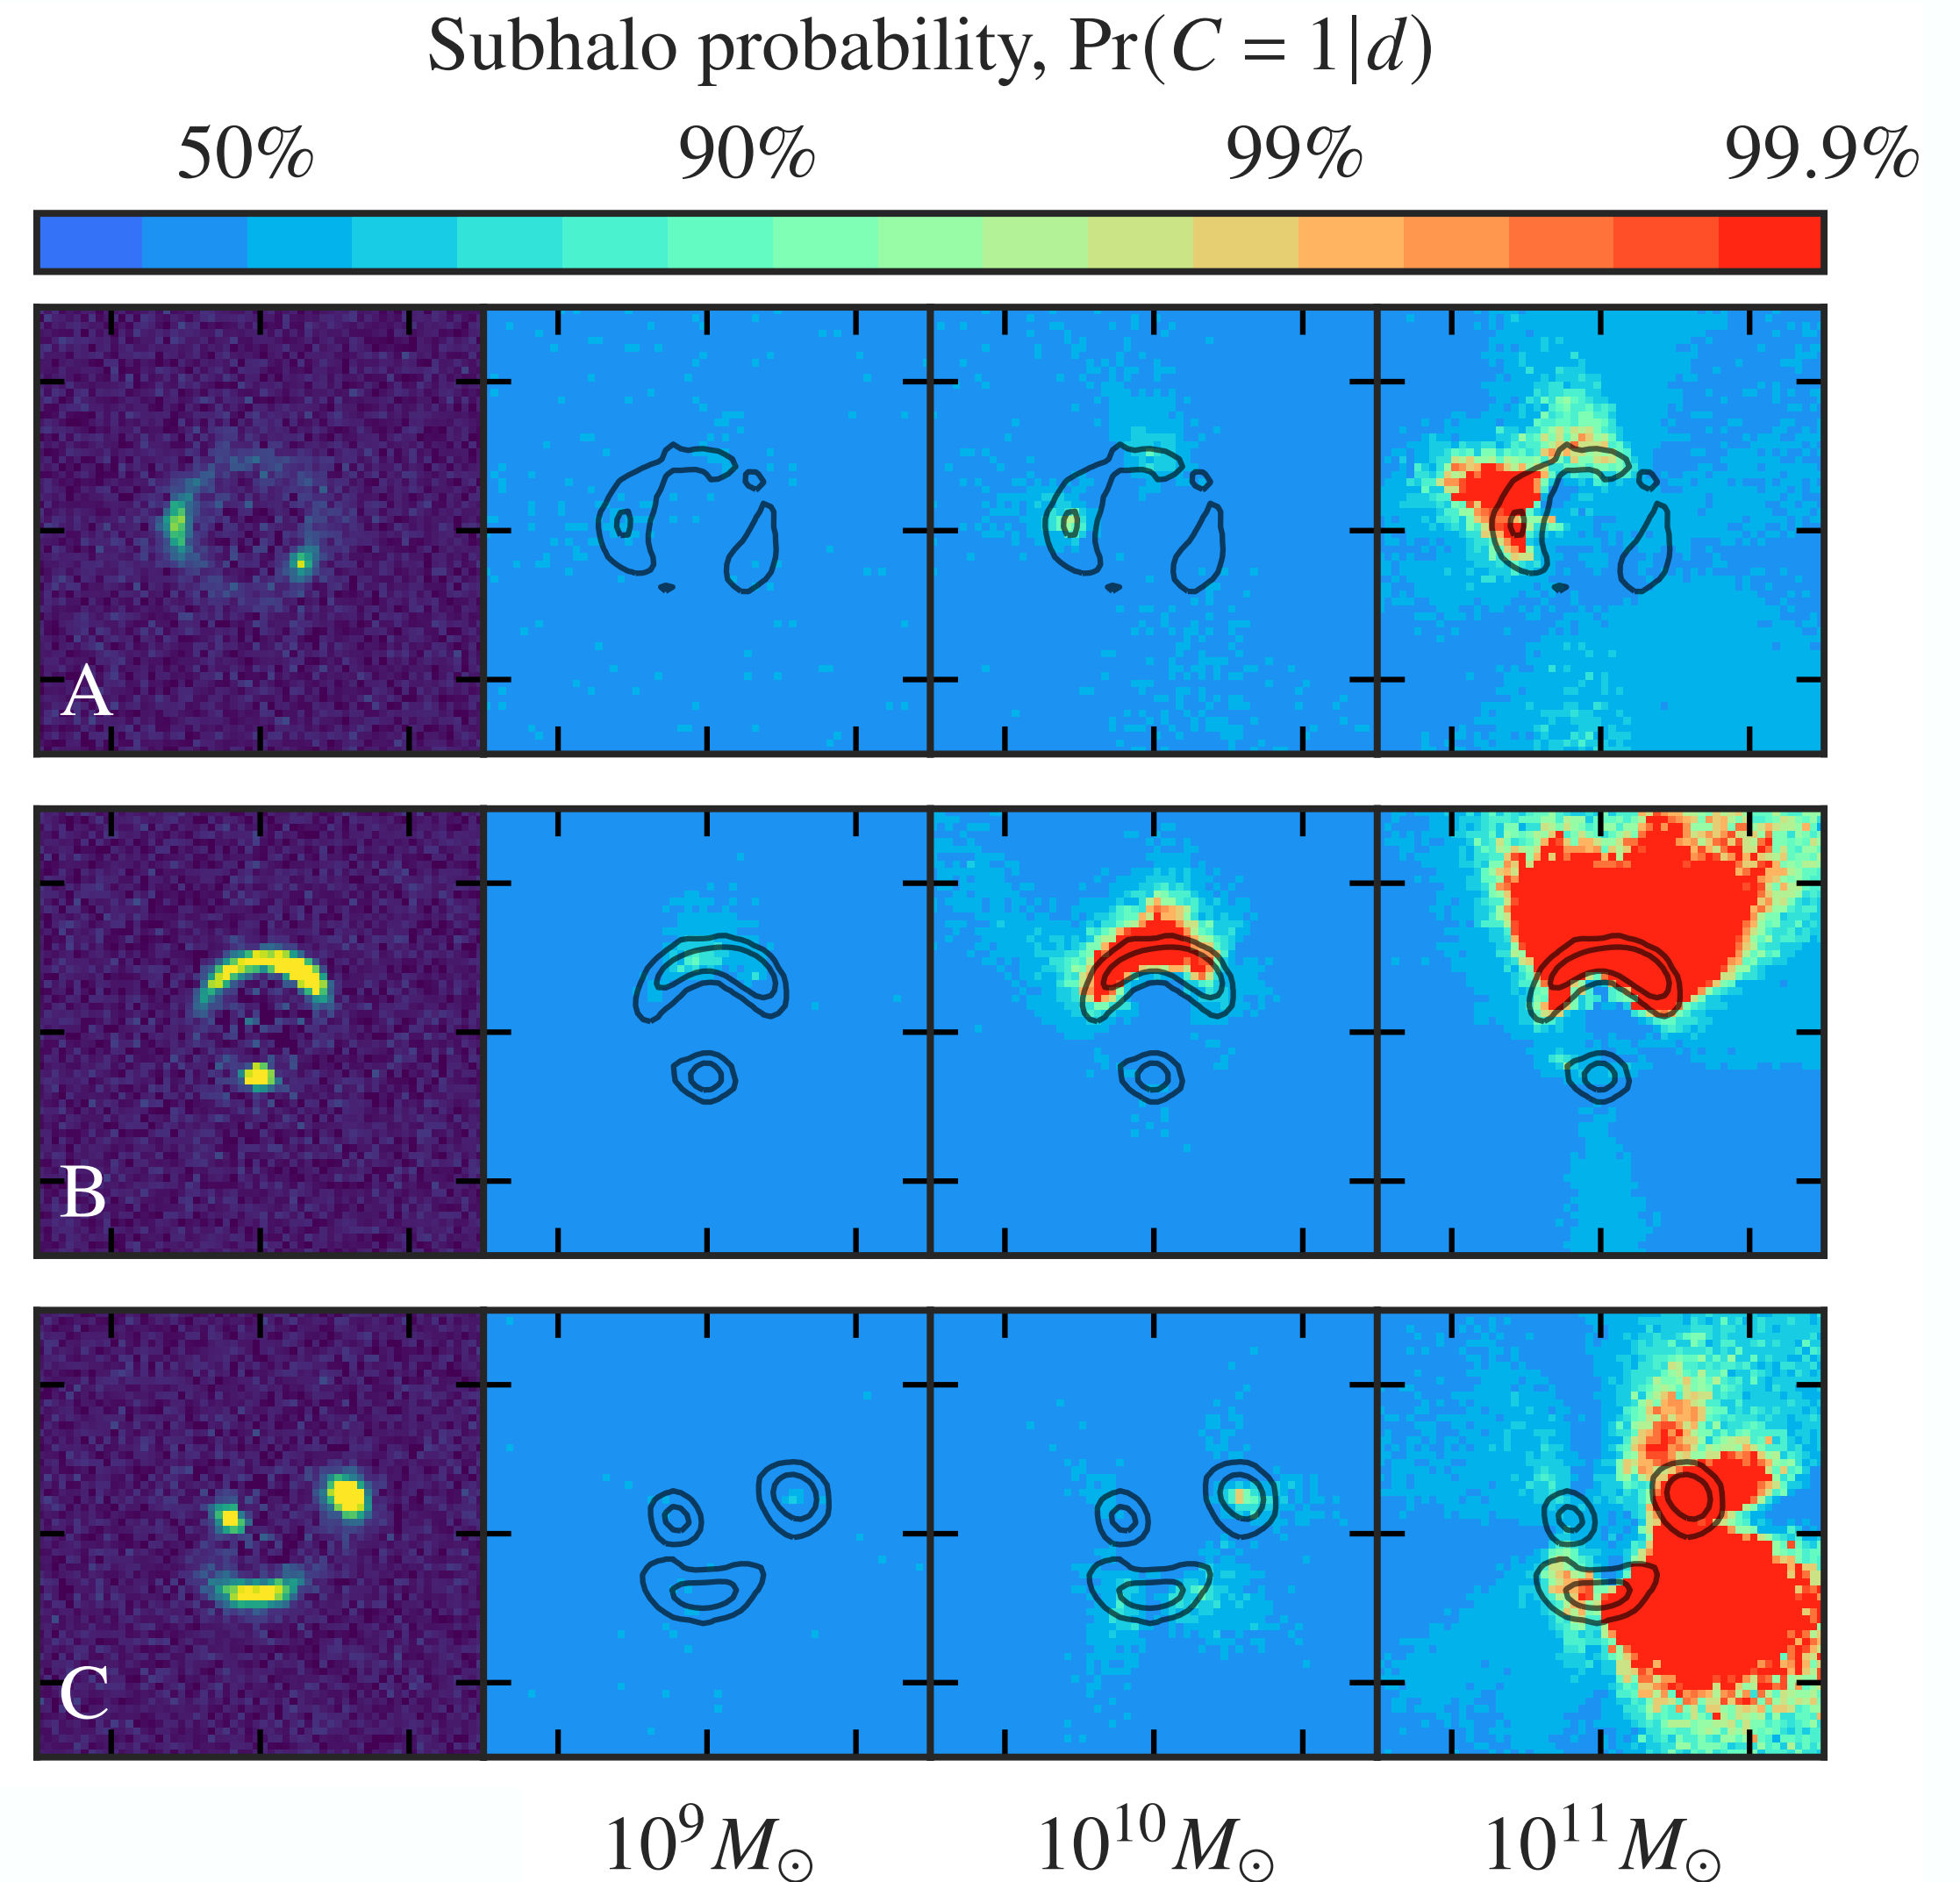 Subhalo probability, Pr(C = 1|d)
50% 90% 99% 99.9%
A
B
C
10⁹M⊙ 10¹⁰M⊙ 10¹¹M⊙